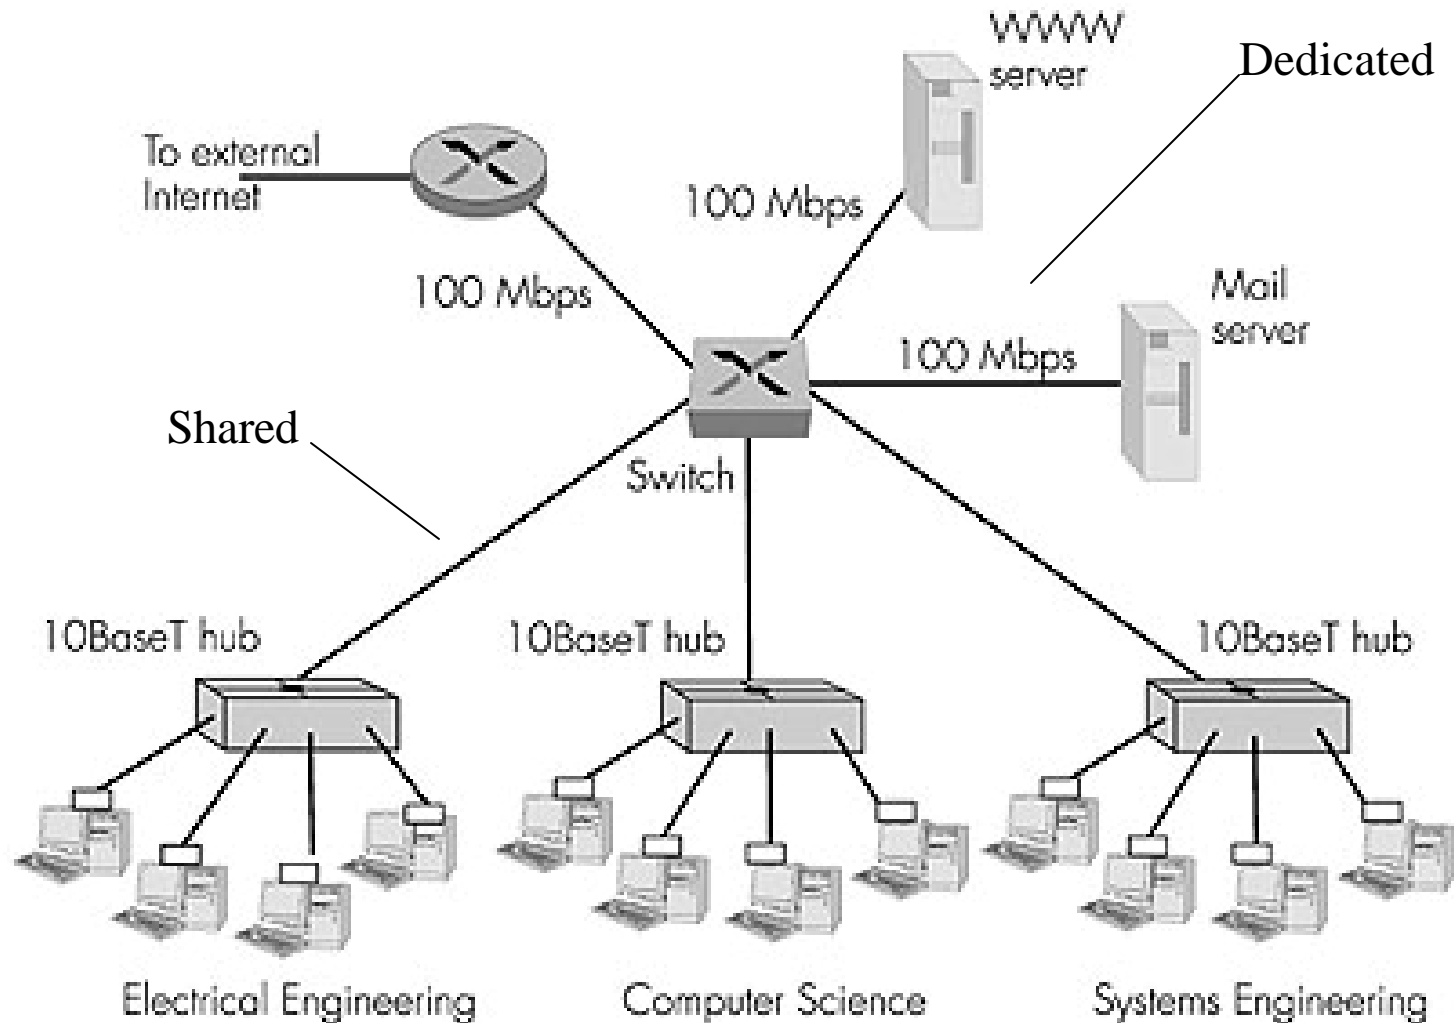 WWW
server
Dedicated
To external
Internet
100 Mbps
100 Mbps
Mail
server
100 Mbps
Shared
Switch
10BaseT hub
10BaseT hub
10BaseT hub
Electrical Engineering
Computer Science
Systems Engineering